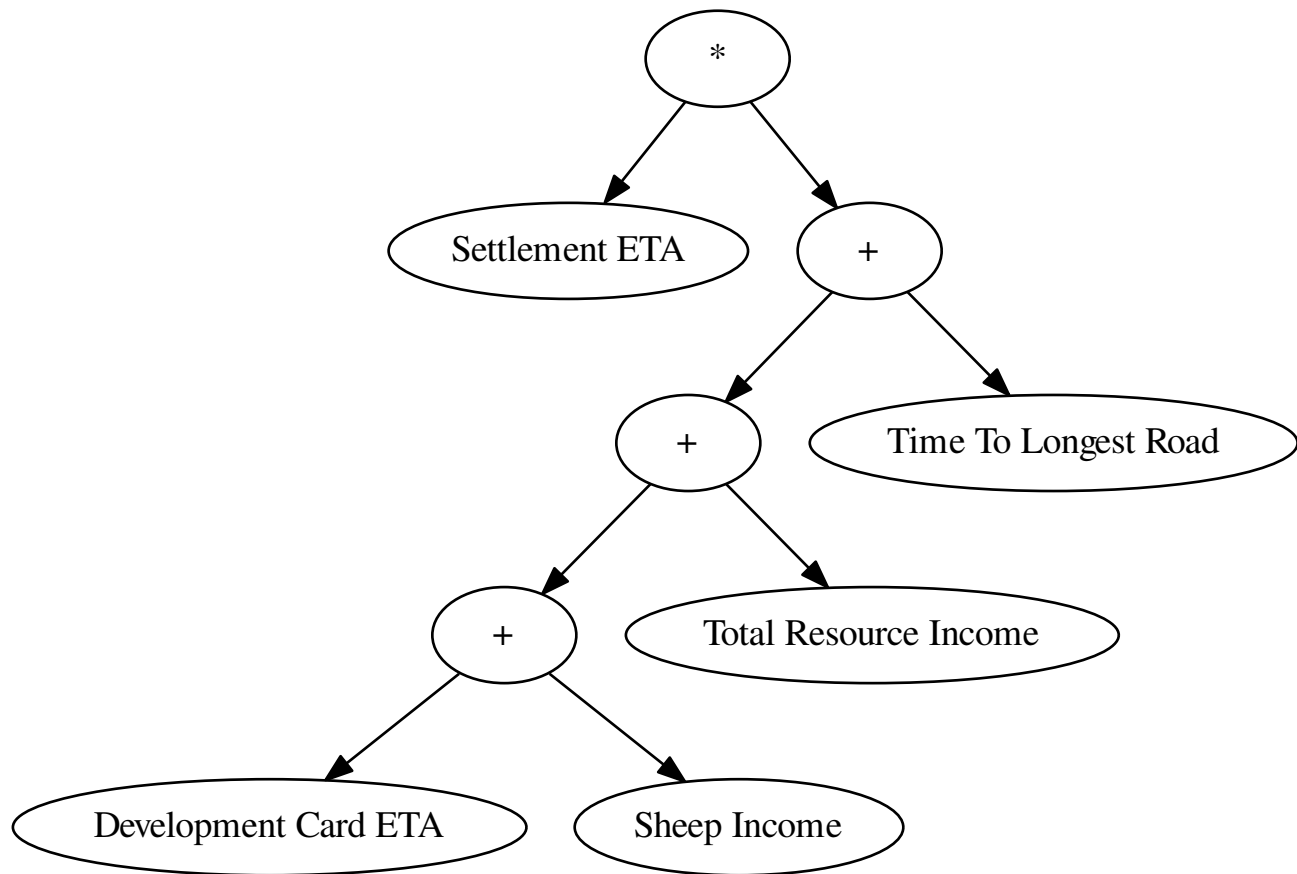 *
Settlement ETA
+
+
Time To Longest Road
+
Total Resource Income
Development Card ETA
Sheep Income